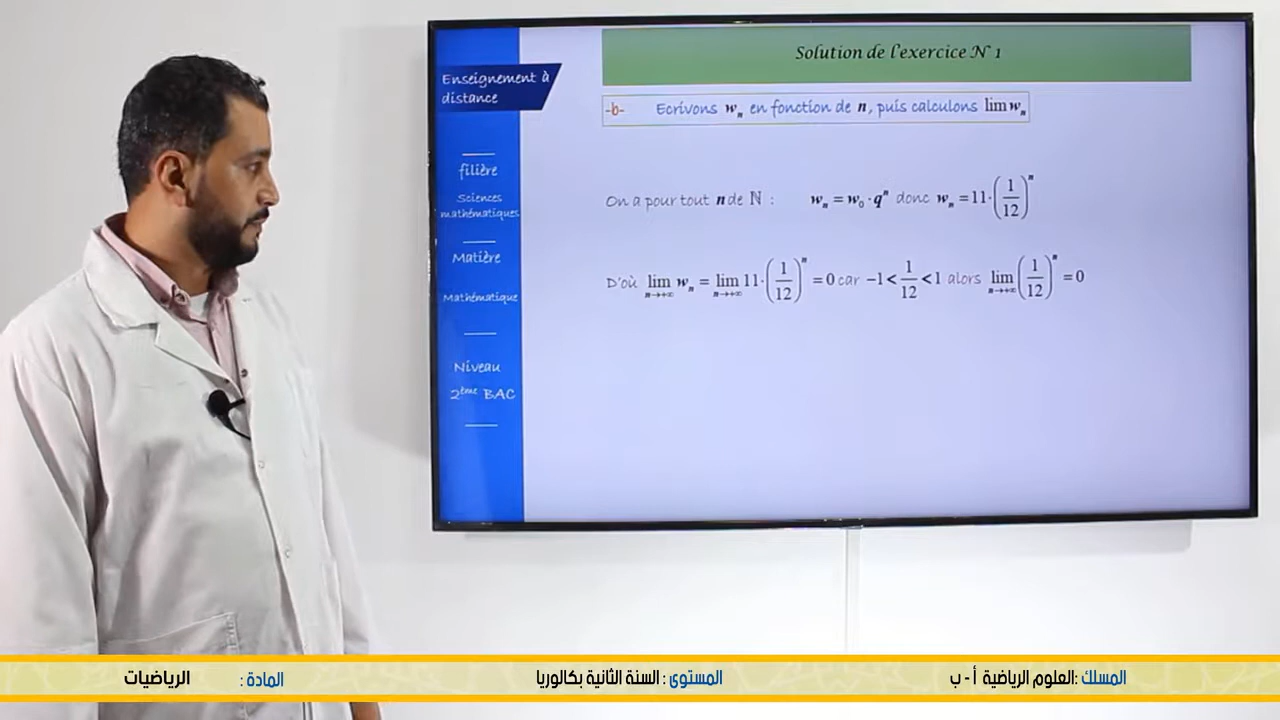 Solution de l'exercice N 1
Enseignement à
distance
-b- Ecrivons wₙ en fonction de n, puis calculons lim wₙ
filière
Sciences
mathématiques
Matière
Mathématique
Niveau
2ème BAC
On a pour tout n de ℕ : wₙ = w₀ · qⁿ donc wₙ = 11·(1/12)ⁿ
D'où lim n→+∞ wₙ = lim n→+∞ 11·(1/12)ⁿ = 0 car −1 < 1/12 < 1 alors lim n→+∞ (1/12)ⁿ = 0
المسلك :العلوم الرياضية أ - ب المستوى : السنة الثانية بكالوريا المادة : الرياضيات